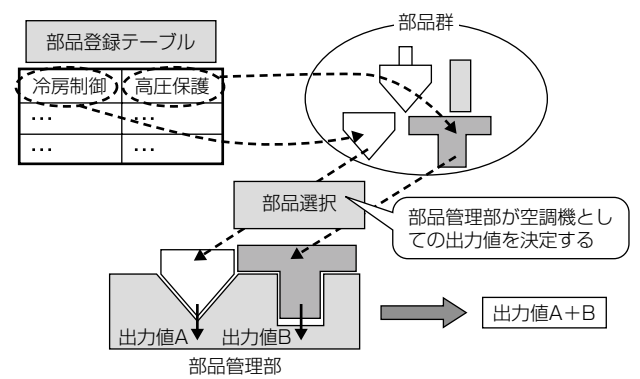 部品登録テーブル
部品群
冷房制御
高圧保護
…
…
…
…
部品選択
部品管理部が空調機とし
ての出力値を決定する
出力値A
出力値B
出力値A+B
部品管理部